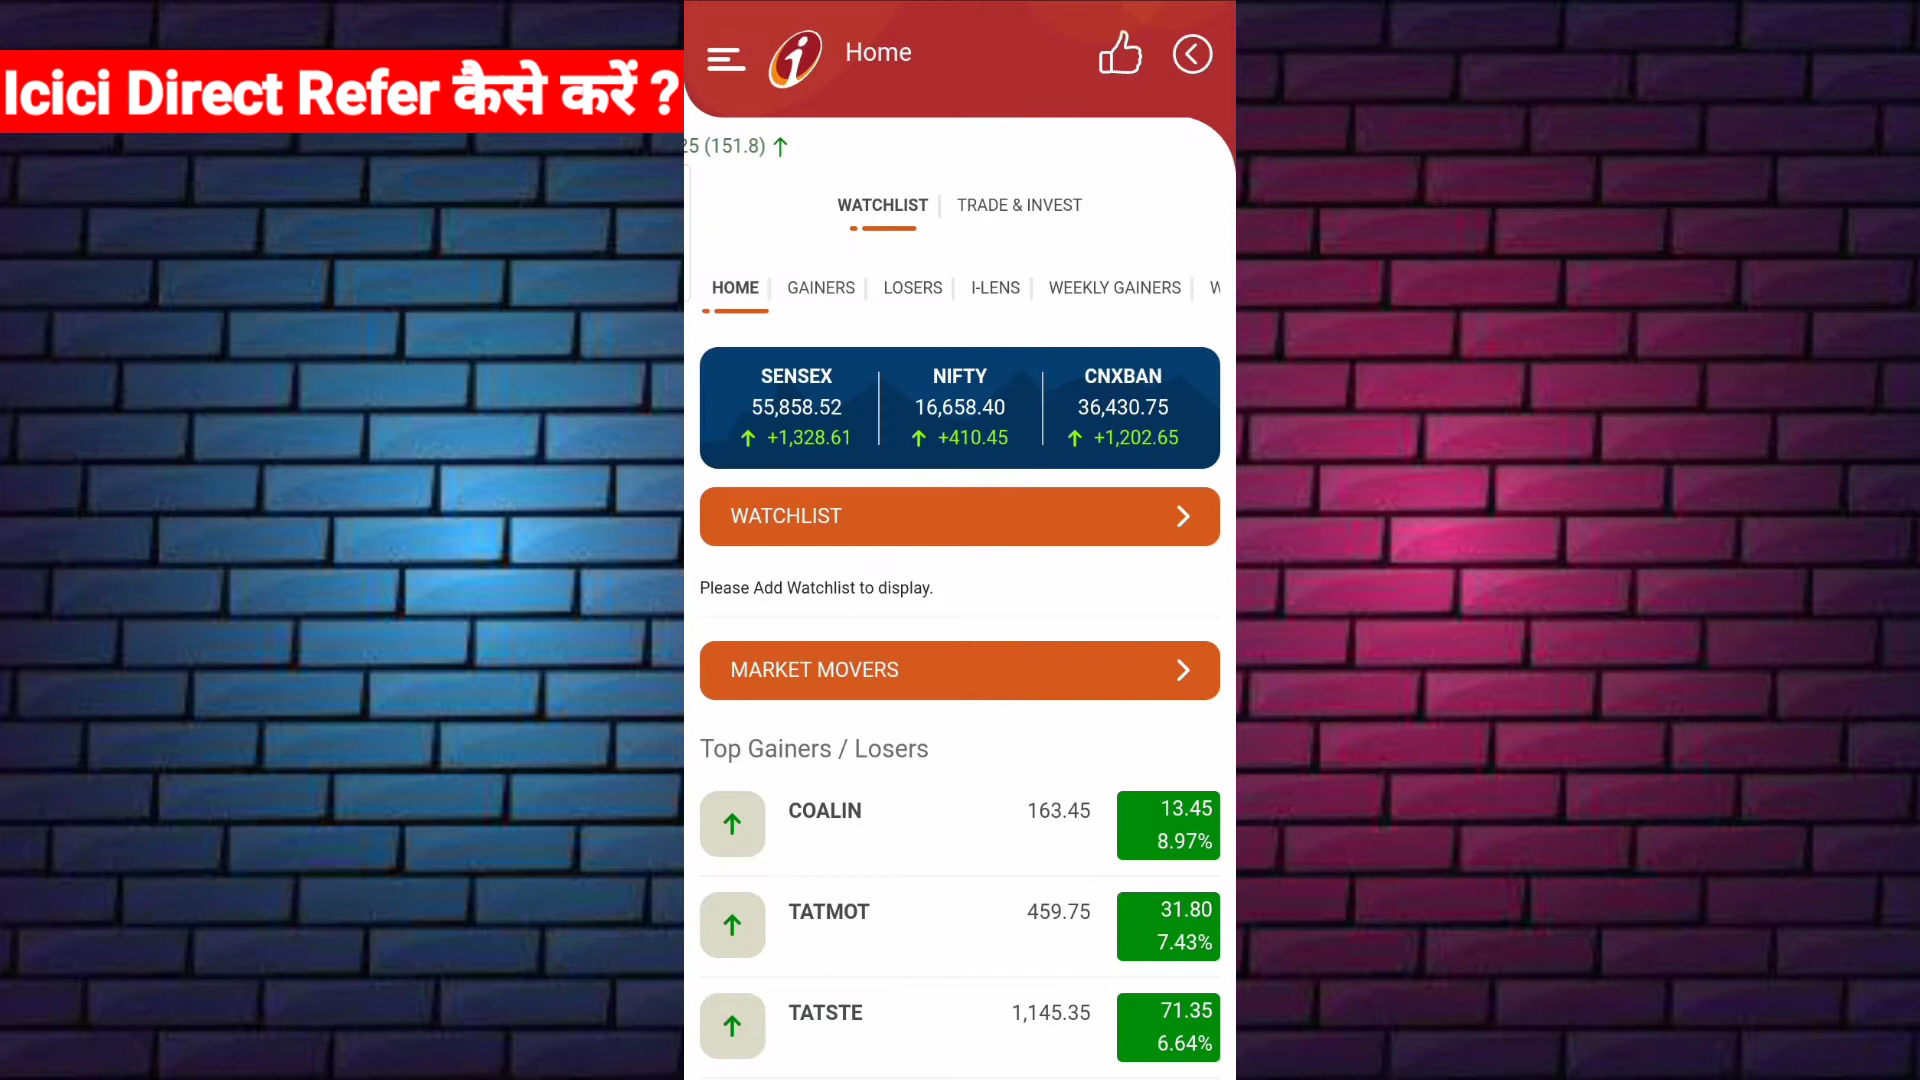 Icici Direct Refer कैसे करें ?
Home
25 (151.8)
WATCHLIST TRADE & INVEST
HOME GAINERS LOSERS I-LENS WEEKLY GAINERS
SENSEX NIFTY CNXBAN
55,858.52 16,658.40 36,430.75
+1,328.61 +410.45 +1,202.65
WATCHLIST
Please Add Watchlist to display.
MARKET MOVERS
Top Gainers / Losers
COALIN 163.45 13.45
8.97%
TATMOT 459.75 31.80
7.43%
TATSTE 1,145.35 71.35
6.64%